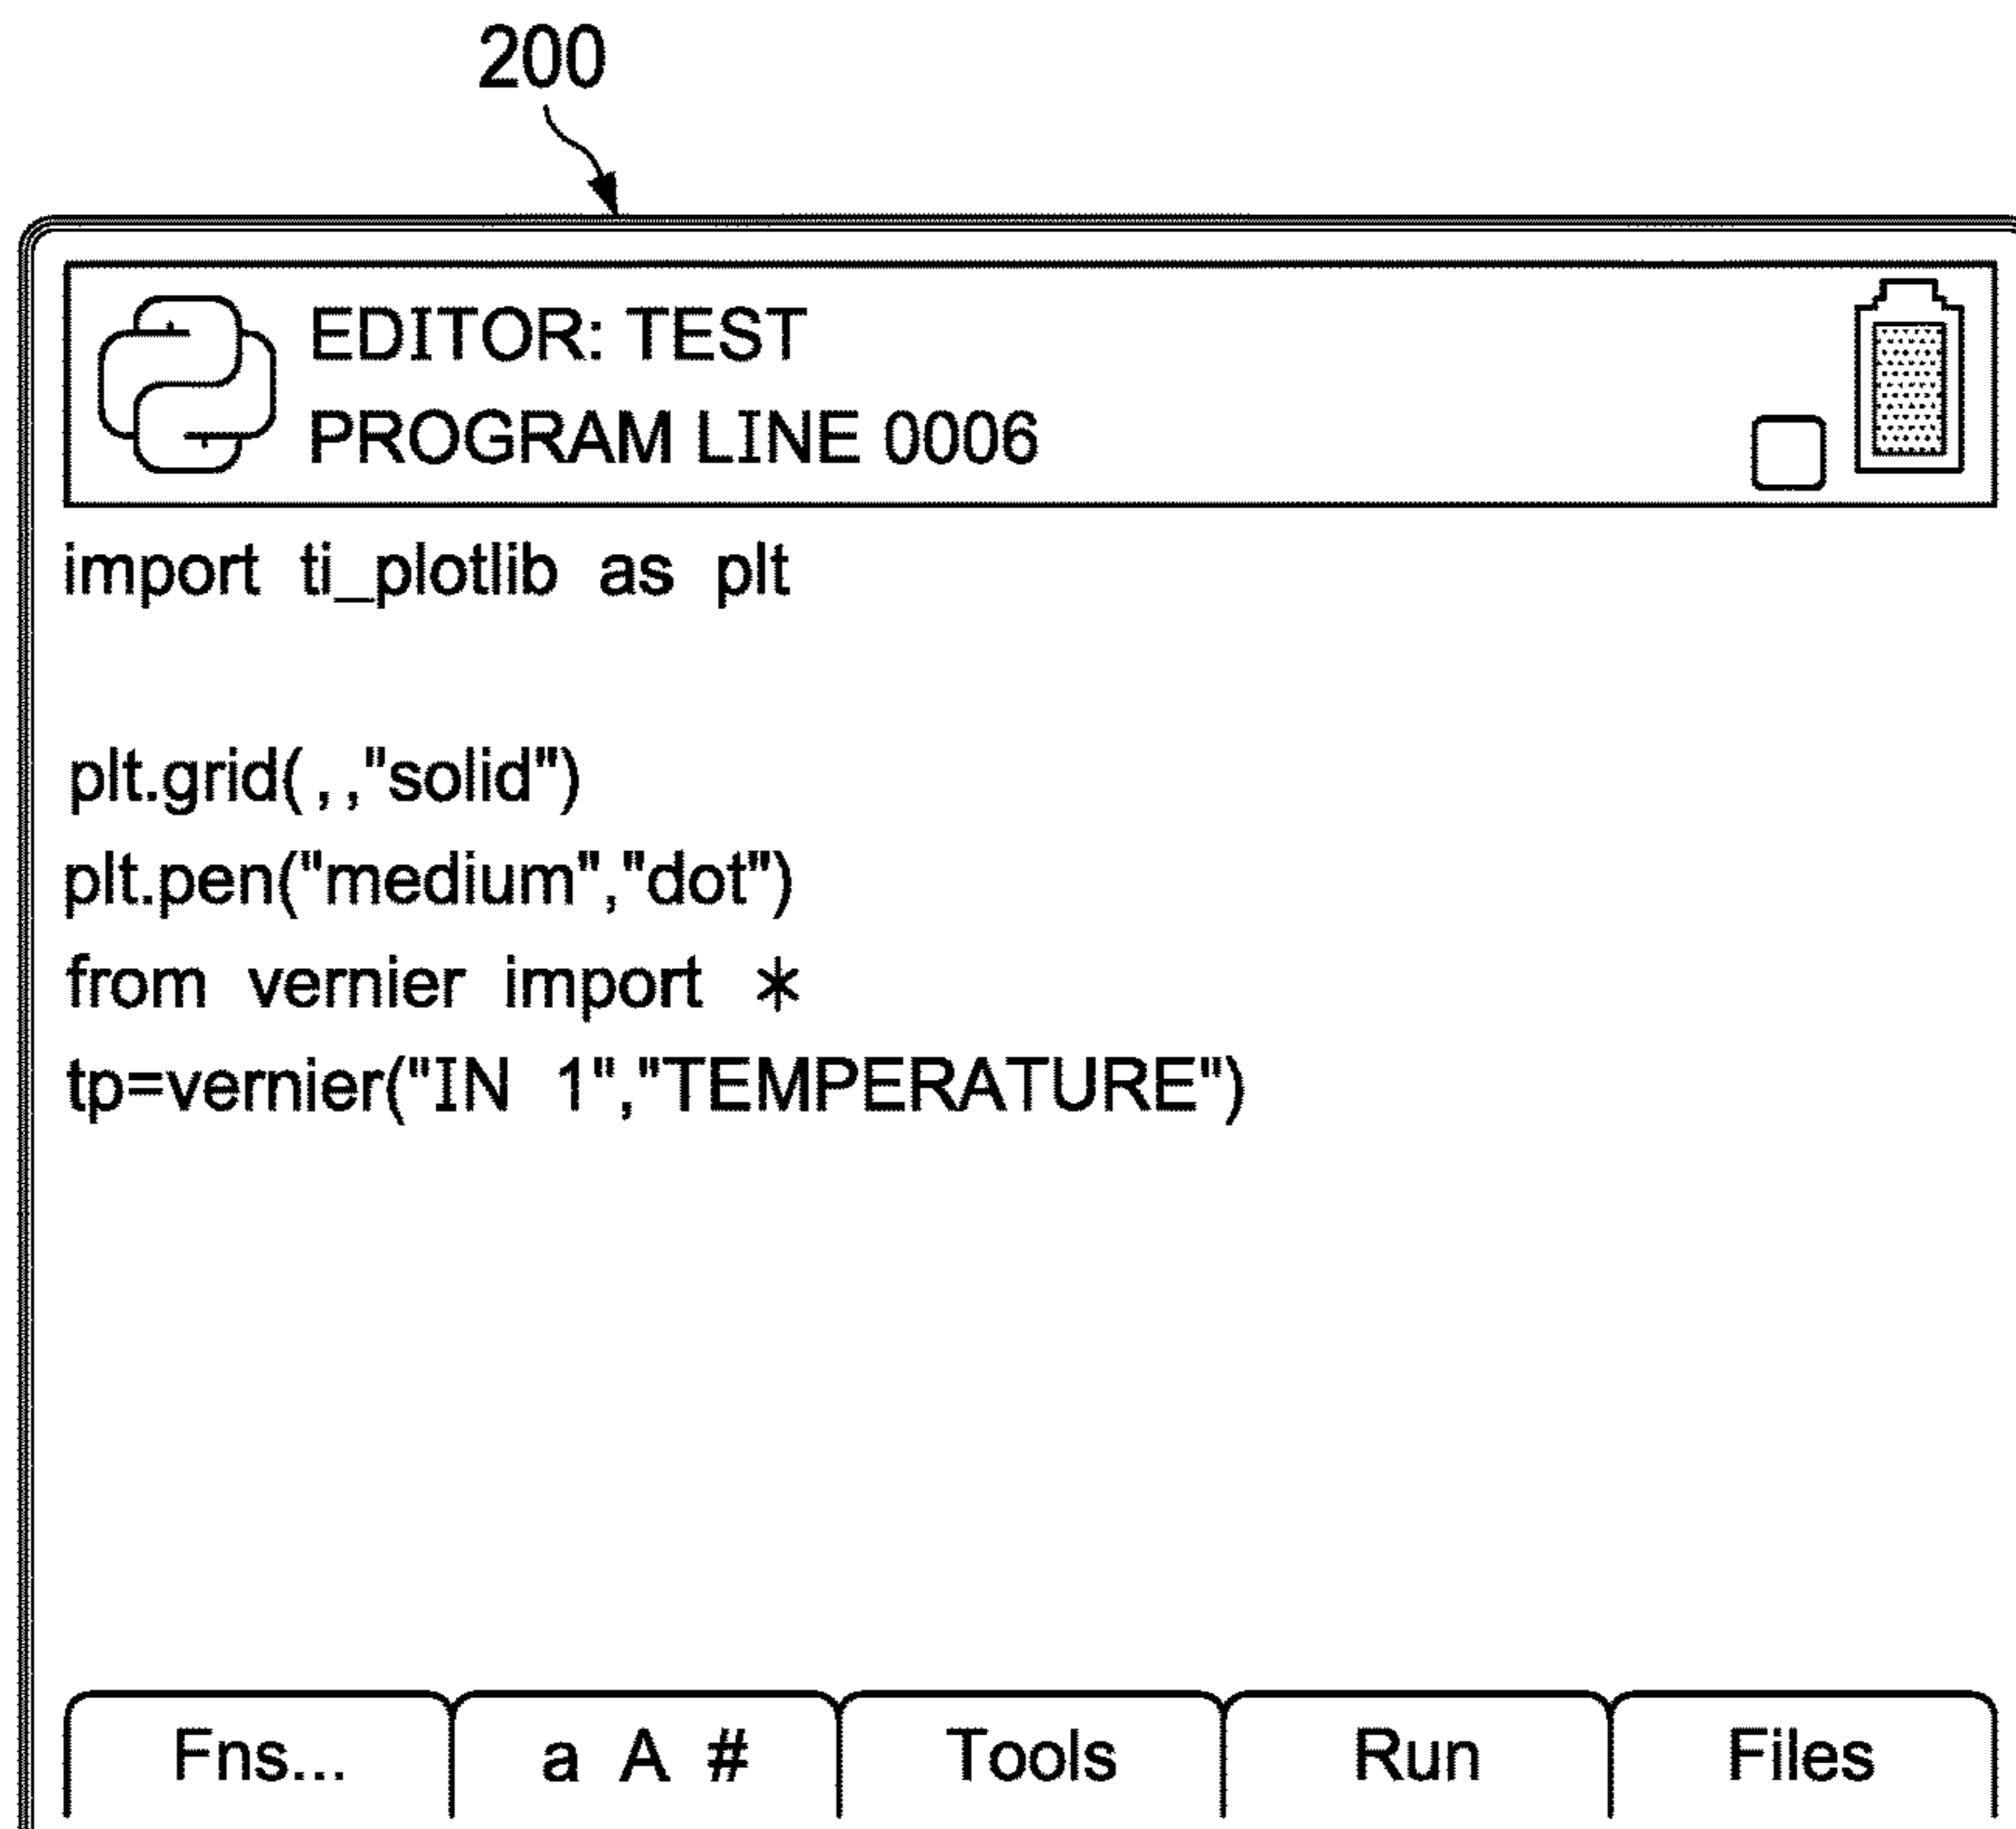 200
EDITOR: TEST
PROGRAM LINE 0006
import ti_plotlib as plt
plt.grid(,,"solid")
plt.pen("medium","dot")
from vernier import *
tp=vernier("IN 1","TEMPERATURE")
Fns... a A # Tools Run Files